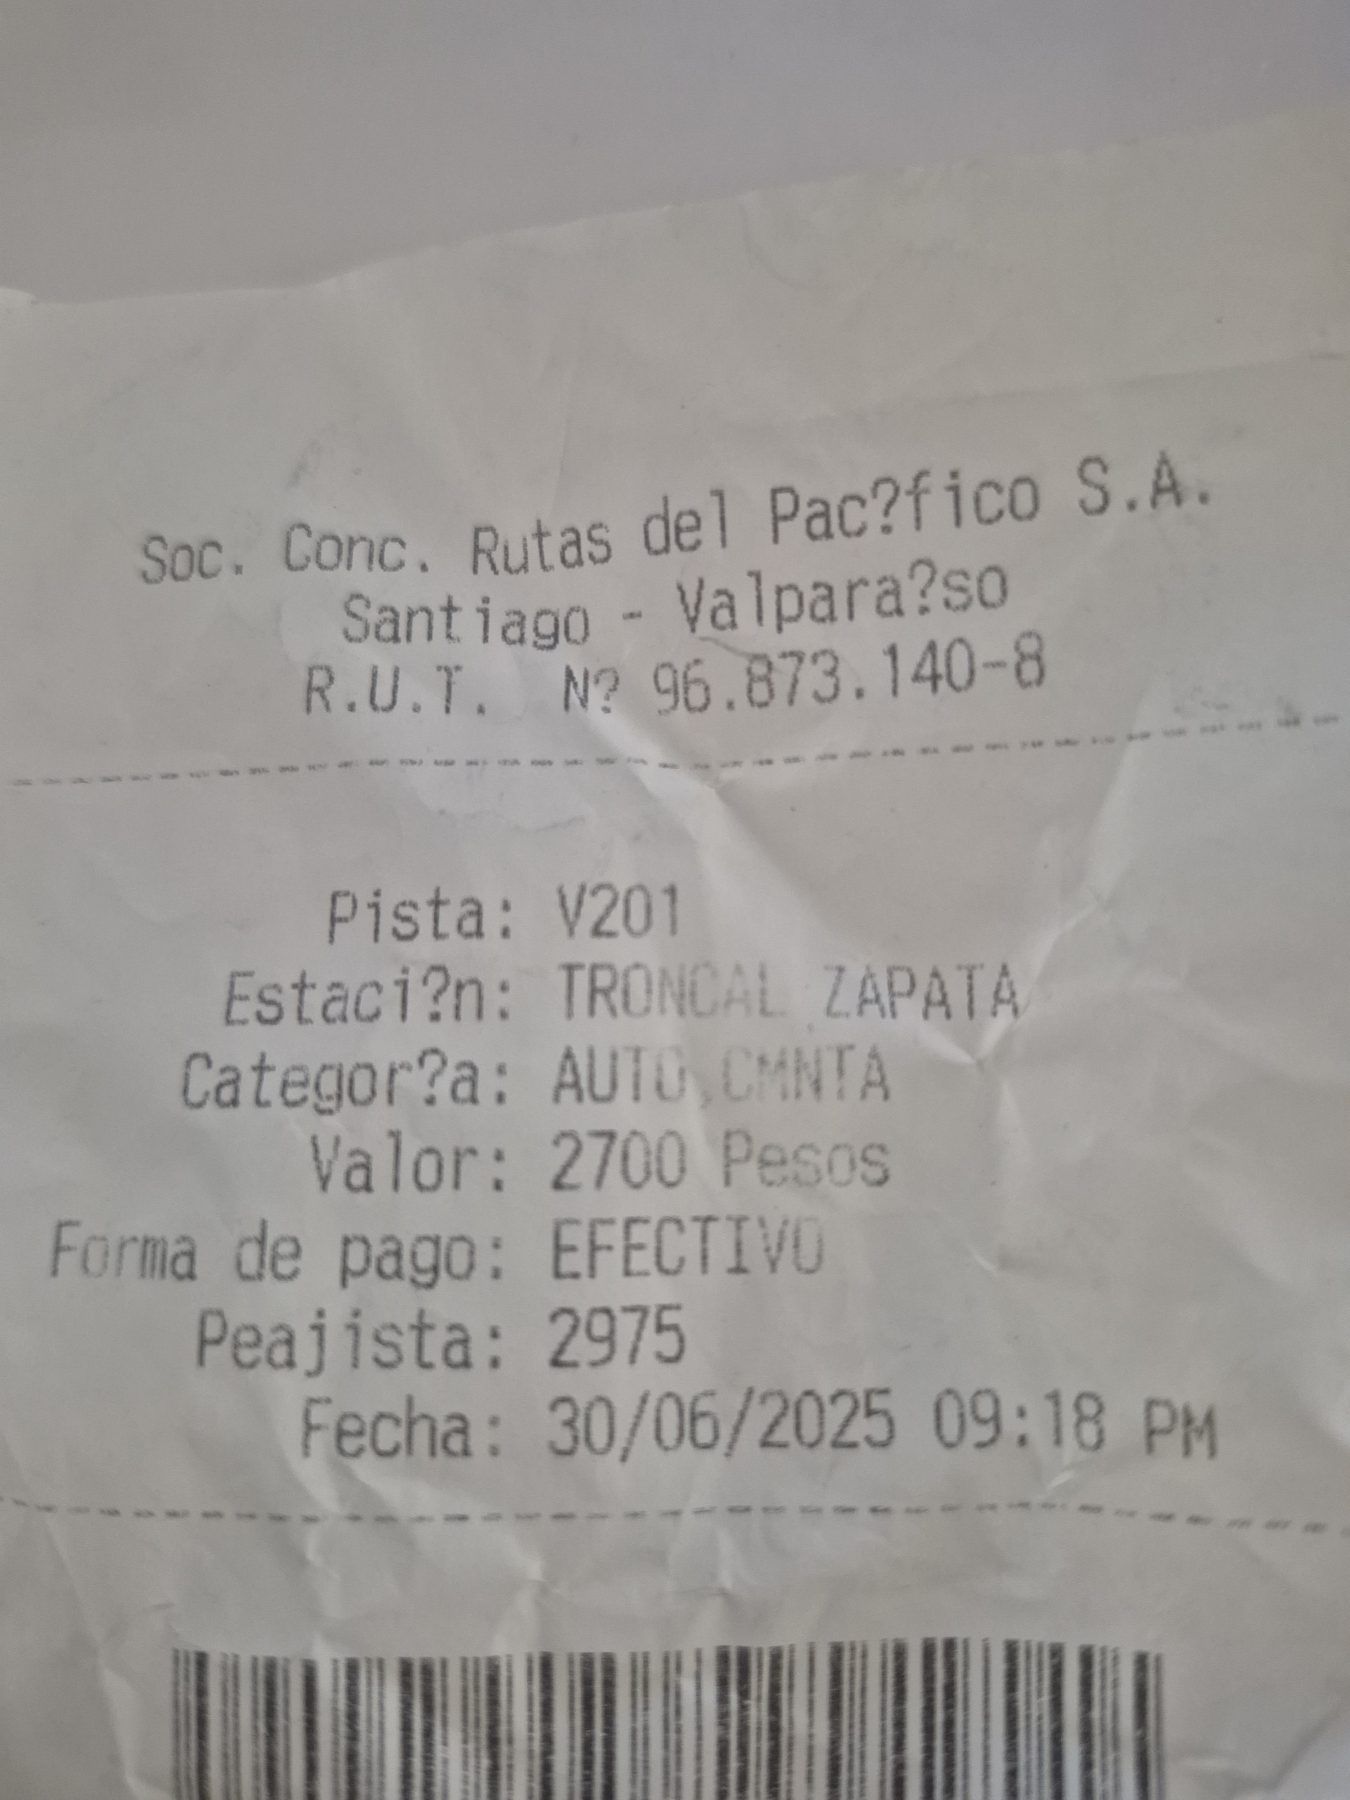 Soc. Conc. Rutas del Pac?fico S.A.
Santiago - Valpara?so
R.U.T. N? 96.873.140-8
Pista: V201
Estaci?n: TRONCAL ZAPATA
Categor?a: AUTO,CMNTA
Valor: 2700 Pesos
Forma de pago: EFECTIVO
Peajista: 2975
Fecha: 30/06/2025 09:18 PM